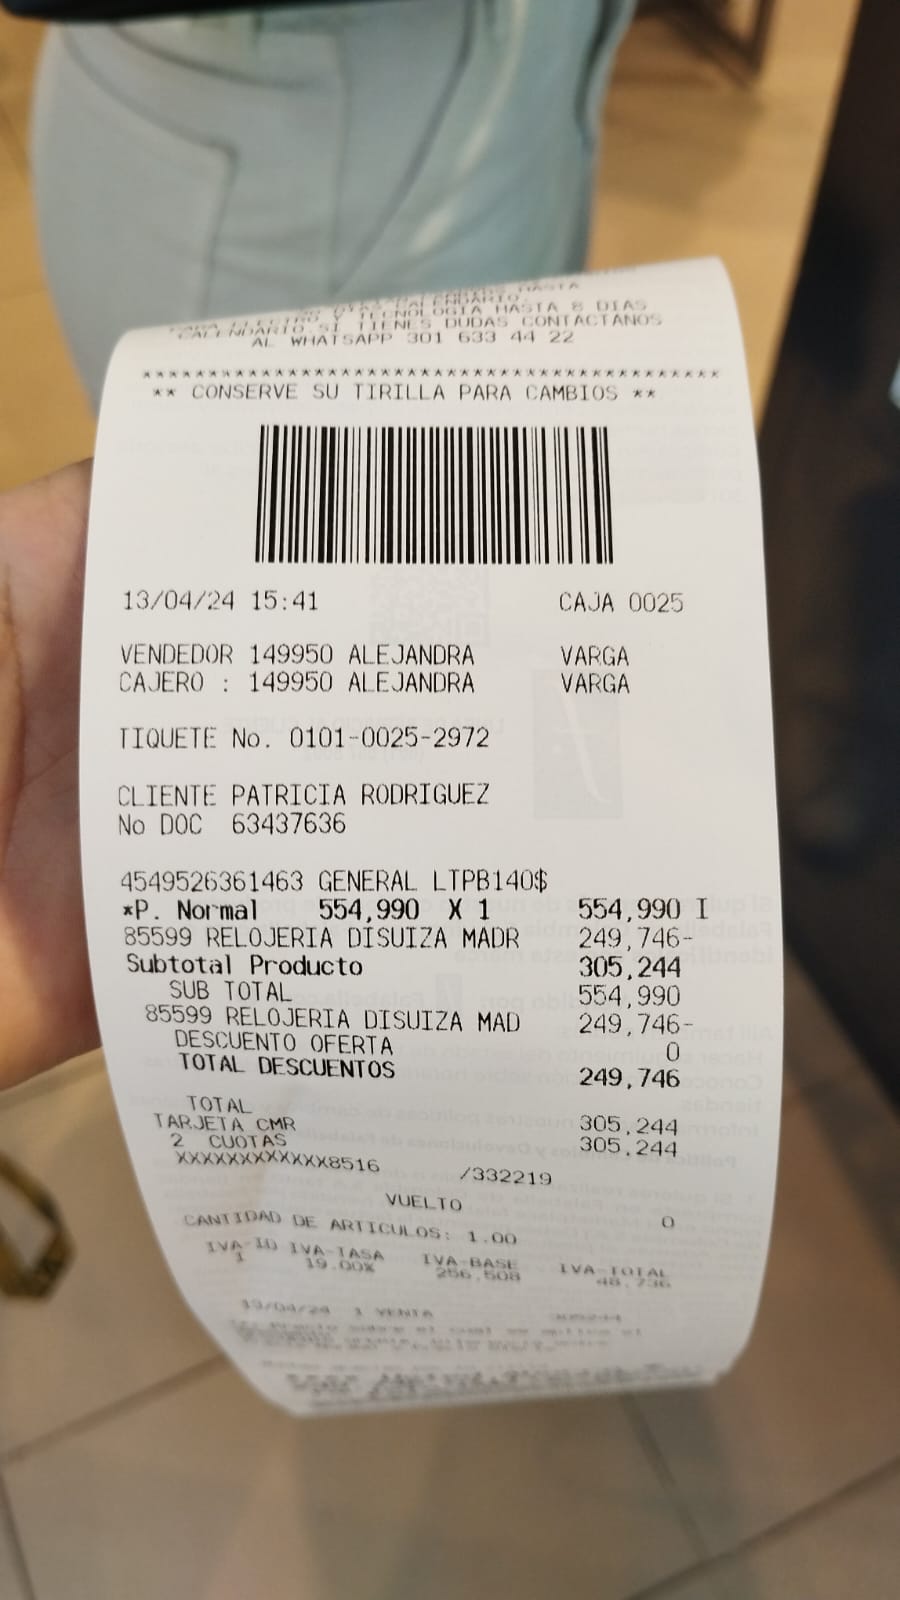 HASTA
CALENDARIO
PARA ELECTRO Y TECNOLOGIA HASTA 8 DIAS
CALENDARIO.SI TIENES DUDAS CONTACTANOS
AL WHATSAPP 301 633 44 22
*********************************************
** CONSERVE SU TIRILLA PARA CAMBIOS **
13/04/24 15:41 CAJA 0025
VENDEDOR 149950 ALEJANDRA VARGA
CAJERO : 149950 ALEJANDRA VARGA
TIQUETE No. 0101-0025-2972
CLIENTE PATRICIA RODRIGUEZ
No DOC 63437636
4549526361463 GENERAL LTPB140$
*P. Normal 554,990 X 1 554,990 I
85599 RELOJERIA DISUIZA MADR 249,746-
Subtotal Producto 305,244
SUB TOTAL 554,990
85599 RELOJERIA DISUIZA MAD 249,746-
DESCUENTO OFERTA 0
TOTAL DESCUENTOS 249,746
TOTAL 305,244
TARJETA CMR 305,244
2 CUOTAS
XXXXXXXXXXXX8516 /332219
VUELTO 0
CANTIDAD DE ARTICULOS: 1.00
IVA-ID IVA-TASA IVA-BASE IVA-TOTAL
1 19.00% 256,508 48,736
13/04/24 1 VENTA 305244